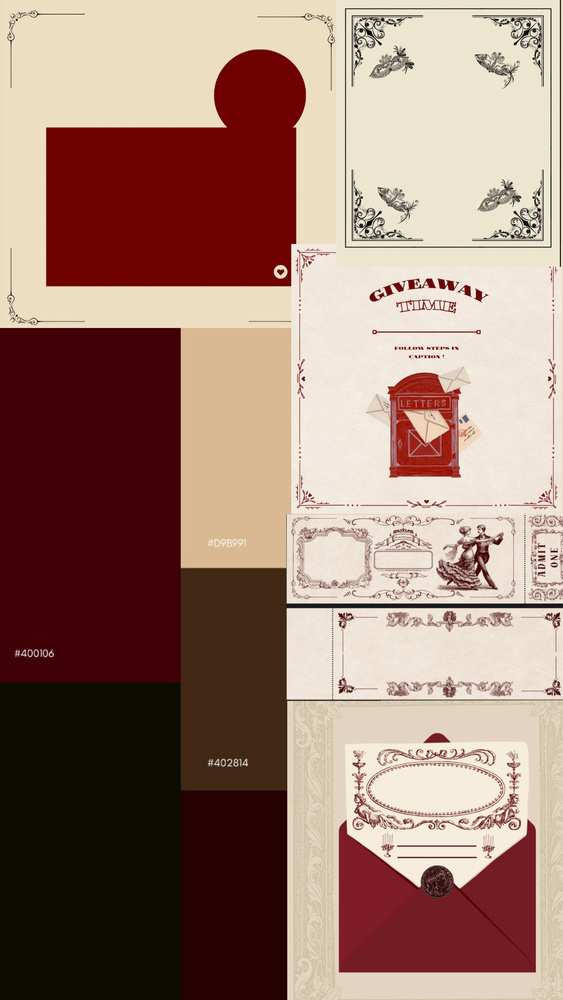 GIVEAWAY
TIME
FOLLOW STEPS IN
CAPTION !
LETTERS
ADMIT
ONE
#D9B991
#400106
#402814